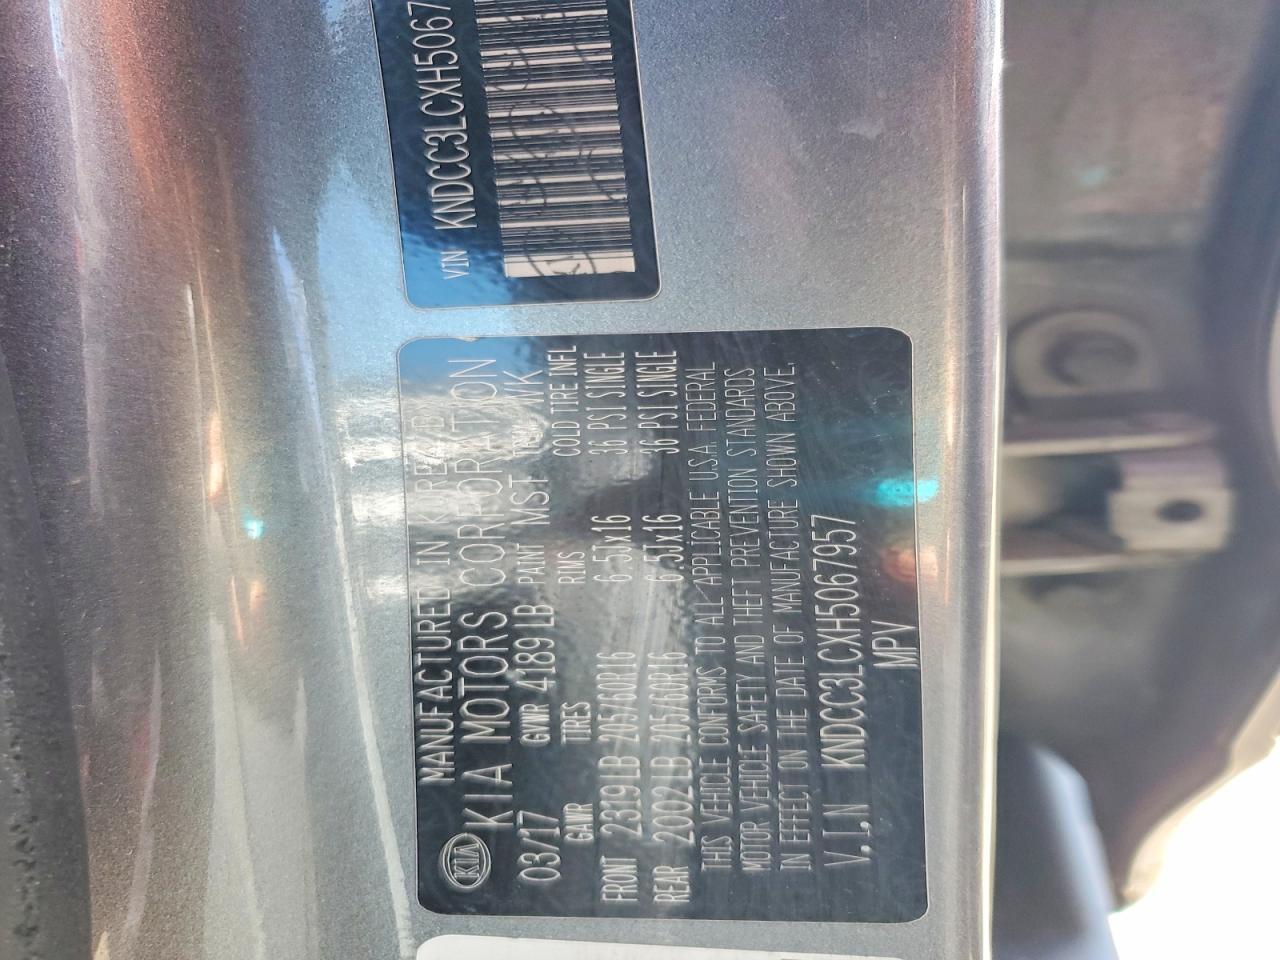 VIN KNDCC3LCXH5067
MANUFACTURED IN KOREA
KIA KIA MOTORS CORPORATION
03/17 GVWR 4189 LB PAINT MST WK
GAWR TIRES RIMS COLD TIRE INFL
FRONT 2319 LB 205/60R16 6.5Jx16 36 PSI SINGLE
REAR 2002 LB 205/60R16 6.5Jx16 36 PSI SINGLE
THIS VEHICLE CONFORMS TO ALL APPLICABLE U.S.A. FEDERAL
MOTOR VEHICLE SAFETY AND THEFT PREVENTION STANDARDS
IN EFFECT ON THE DATE OF MANUFACTURE SHOWN ABOVE.
V.I.N KNDCC3LCXH5067957
MPV